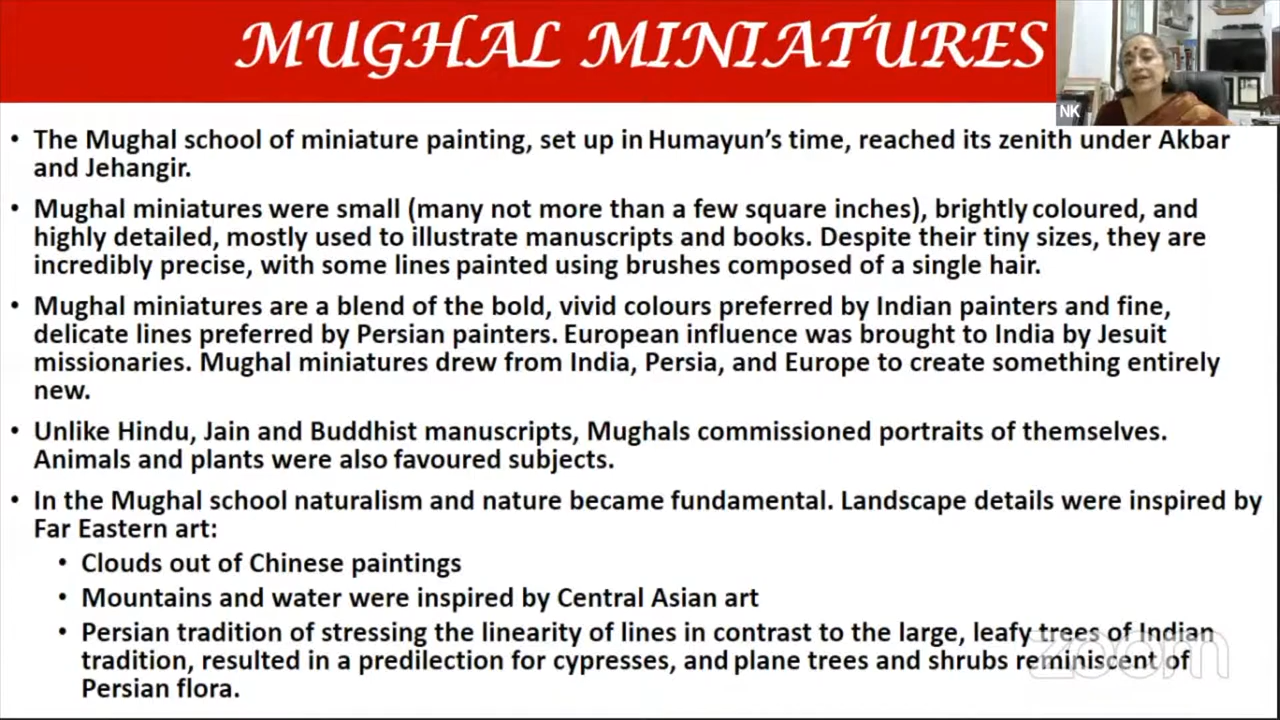 MUGHAL MINIATURES
NK
• The Mughal school of miniature painting, set up in Humayun's time, reached its zenith under Akbar
and Jehangir.
• Mughal miniatures were small (many not more than a few square inches), brightly coloured, and
highly detailed, mostly used to illustrate manuscripts and books. Despite their tiny sizes, they are
incredibly precise, with some lines painted using brushes composed of a single hair.
• Mughal miniatures are a blend of the bold, vivid colours preferred by Indian painters and fine,
delicate lines preferred by Persian painters. European influence was brought to India by Jesuit
missionaries. Mughal miniatures drew from India, Persia, and Europe to create something entirely
new.
• Unlike Hindu, Jain and Buddhist manuscripts, Mughals commissioned portraits of themselves.
Animals and plants were also favoured subjects.
• In the Mughal school naturalism and nature became fundamental. Landscape details were inspired by
Far Eastern art:
• Clouds out of Chinese paintings
• Mountains and water were inspired by Central Asian art
• Persian tradition of stressing the linearity of lines in contrast to the large, leafy trees of Indian
tradition, resulted in a predilection for cypresses, and plane trees and shrubs reminiscent of
Persian flora.
zoom